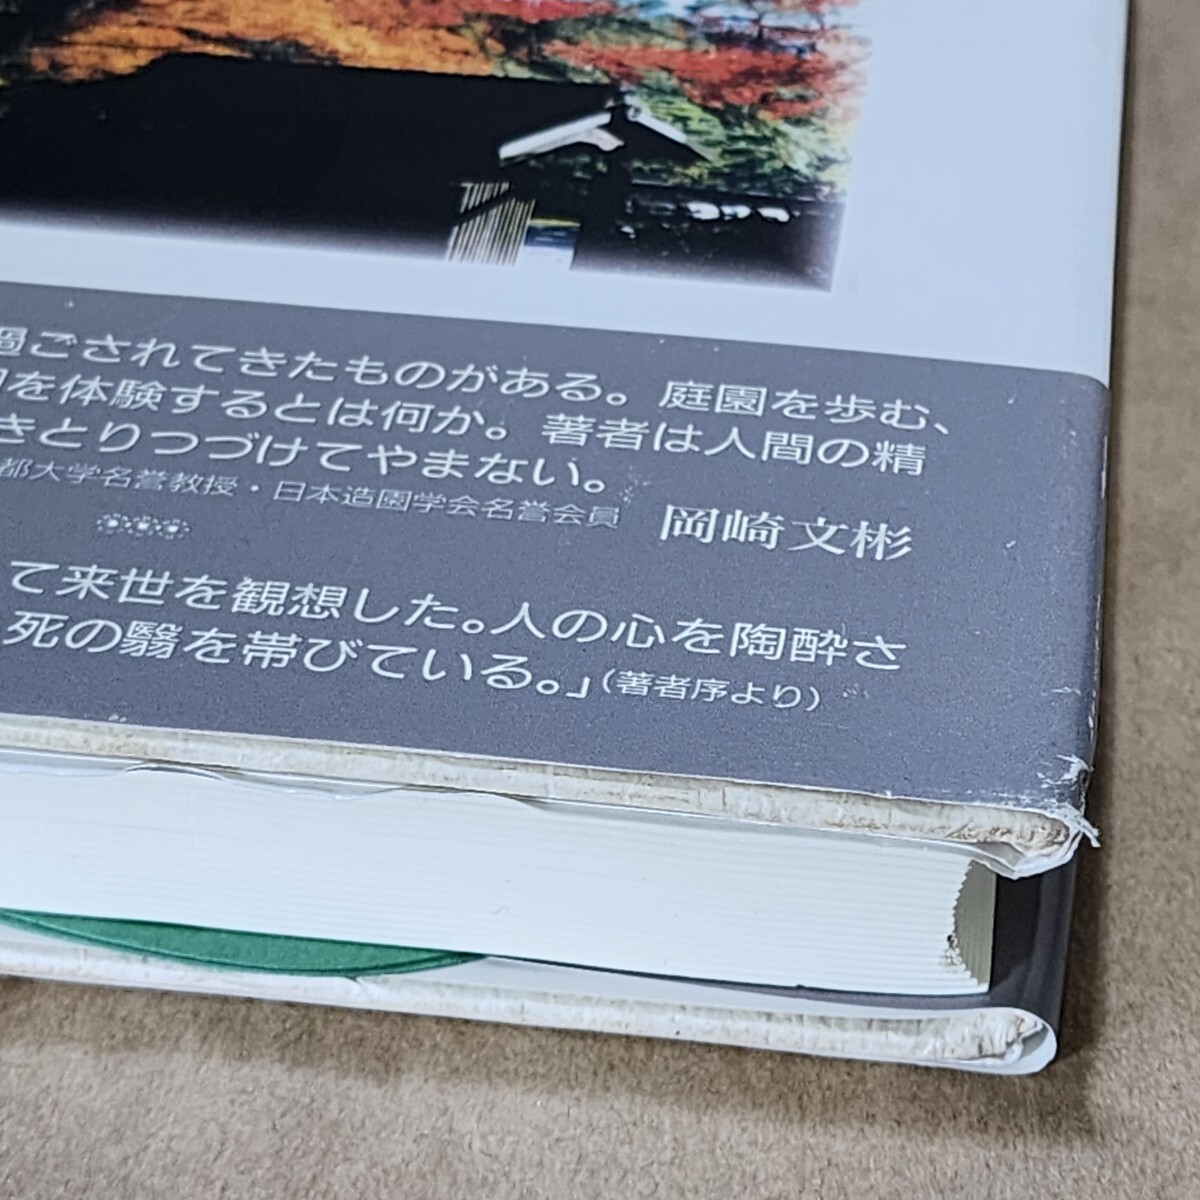 過ごされてきたものがある。庭園を歩む、
を体験するとは何か。著者は人間の精
きとりつづけてやまない。
都大学名誉教授・日本造園学会名誉会員 岡崎文彬
て来世を観想した。人の心を陶酔さ
死の翳を帯びている。」(著者序より)